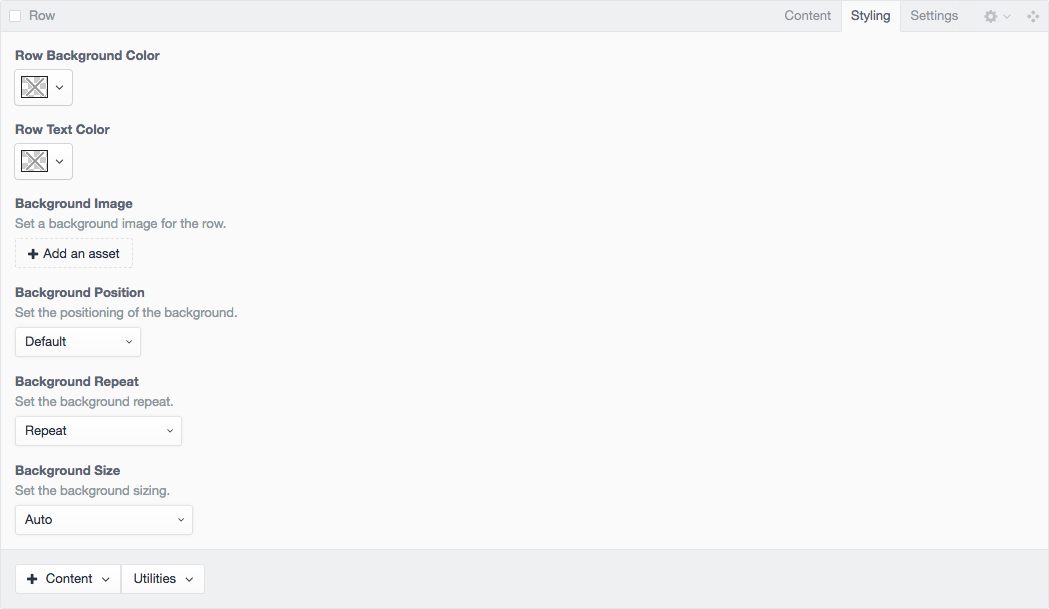 Row
Content Styling Settings
Row Background Color
Row Text Color
Background Image
Set a background image for the row.
Add an asset
Background Position
Set the positioning of the background.
Default
Background Repeat
Set the background repeat.
Repeat
Background Size
Set the background sizing.
Auto
Content Utilities